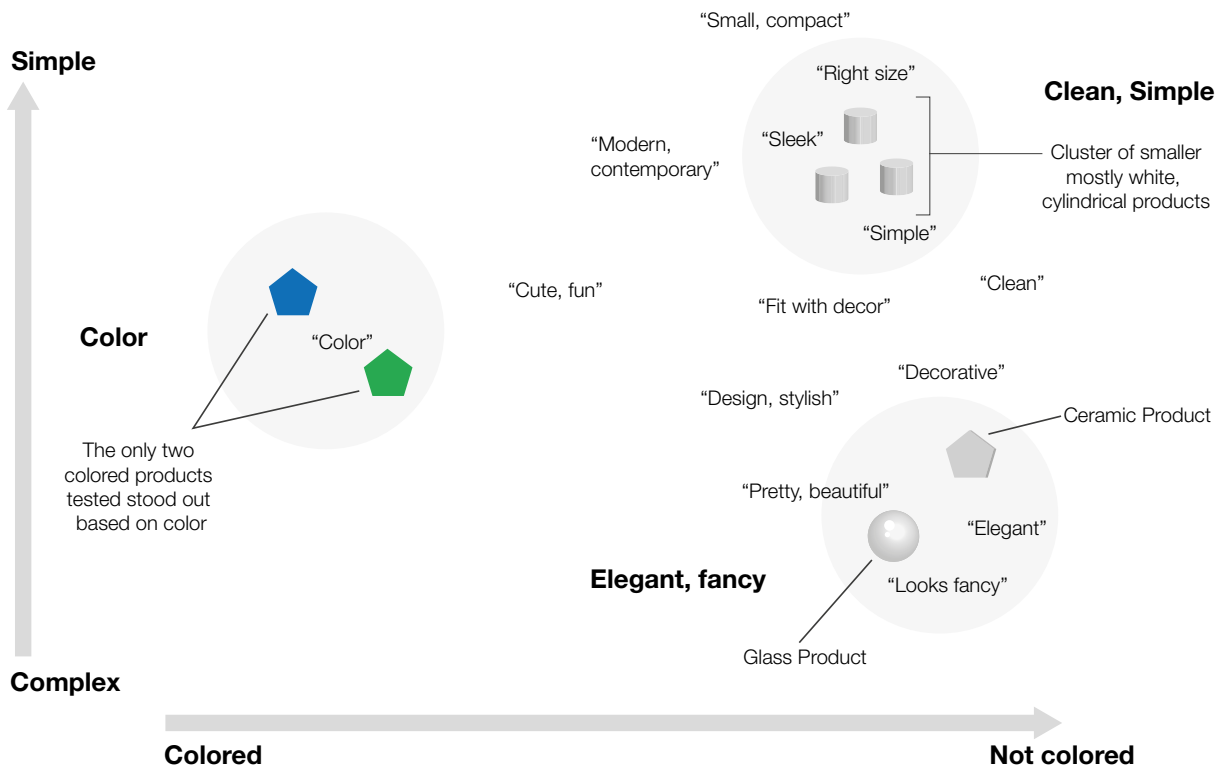 “Small, compact”
Simple
“Right size”
Clean, Simple
“Sleek”
“Modern,
contemporary”
Cluster of smaller
mostly white,
cylindrical products
“Simple”
“Clean”
“Cute, fun”
“Fit with decor”
Color
“Color”
“Decorative”
“Design, stylish”
Ceramic Product
The only two
colored products
tested stood out
based on color
“Pretty, beautiful”
“Elegant”
Elegant, fancy
“Looks fancy”
Glass Product
Complex
Colored
Not colored